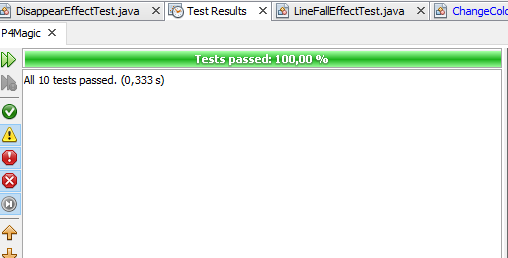 DisappearEffectTest.java
Test Results
LineFallEffectTest.java
ChangeColo
P4Magic
Tests passed: 100,00 %
All 10 tests passed. (0,333 s)